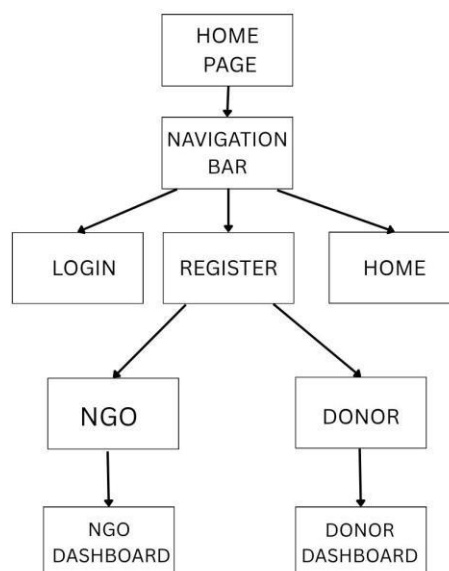 HOME
PAGE
NAVIGATION
BAR
LOGIN
REGISTER
HOME
NGO
DONOR
NGO
DASHBOARD
DONOR
DASHBOARD